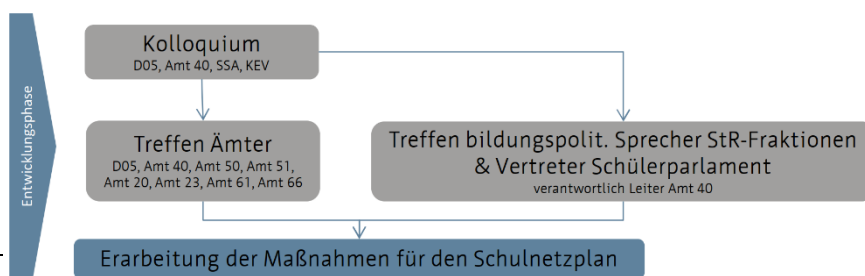 Entwicklungsphase
Kolloquium
D05, Amt 40, SSA, KEV
Treffen Ämter
D05, Amt 40, Amt 50, Amt 51,
Amt 20, Amt 23, Amt 61, Amt 66
Treffen bildungspolit. Sprecher StR-Fraktionen
& Vertreter Schülerparlament
verantwortlich Leiter Amt 40
Erarbeitung der Maßnahmen für den Schulnetzplan